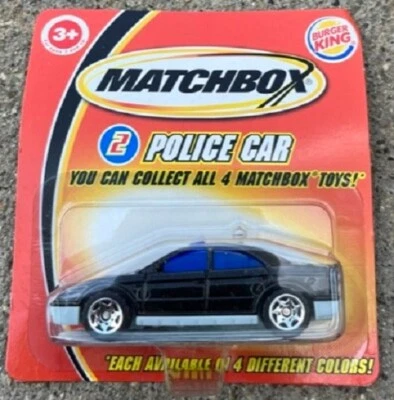 3+
BURGER
KING
MATCHBOX
2 POLICE CAR
YOU CAN COLLECT ALL 4 MATCHBOX® TOYS!*
*EACH AVAILABLE IN 4 DIFFERENT COLORS!